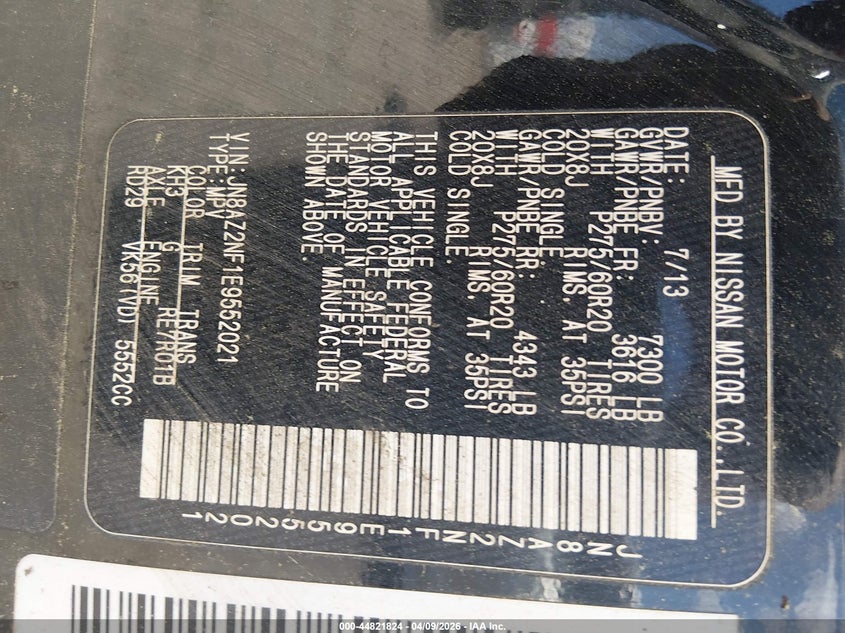 MFD BY NISSAN MOTOR CO.,LTD.
DATE: 7/13
GVWR/PNBV: 7300 LB
GAWR/PNBE FR: 3616 LB
WITH P275/60R20 TIRES
20X8J RIMS, AT 35PSI
COLD SINGLE.
GAWR/PNBE RR: 4343 LB
WITH P275/60R20 TIRES
20X8J RIMS, AT 35PSI
COLD SINGLE.
THIS VEHICLE CONFORMS TO
ALL APPLICABLE FEDERAL
MOTOR VEHICLE SAFETY
STANDARDS IN EFFECT ON
THE DATE OF MANUFACTURE
SHOWN ABOVE.
VIN:JN8AZ2NF1E9552021
TYPE:MPV
COLOR TRIM TRANS
KH3 G RE7R01B
AXLE ENGINE
R029 VK56(VD) 5552CC
JN8AZ2NF1E9552021
000-44821824 - 04/09/2026 - IAA Inc.